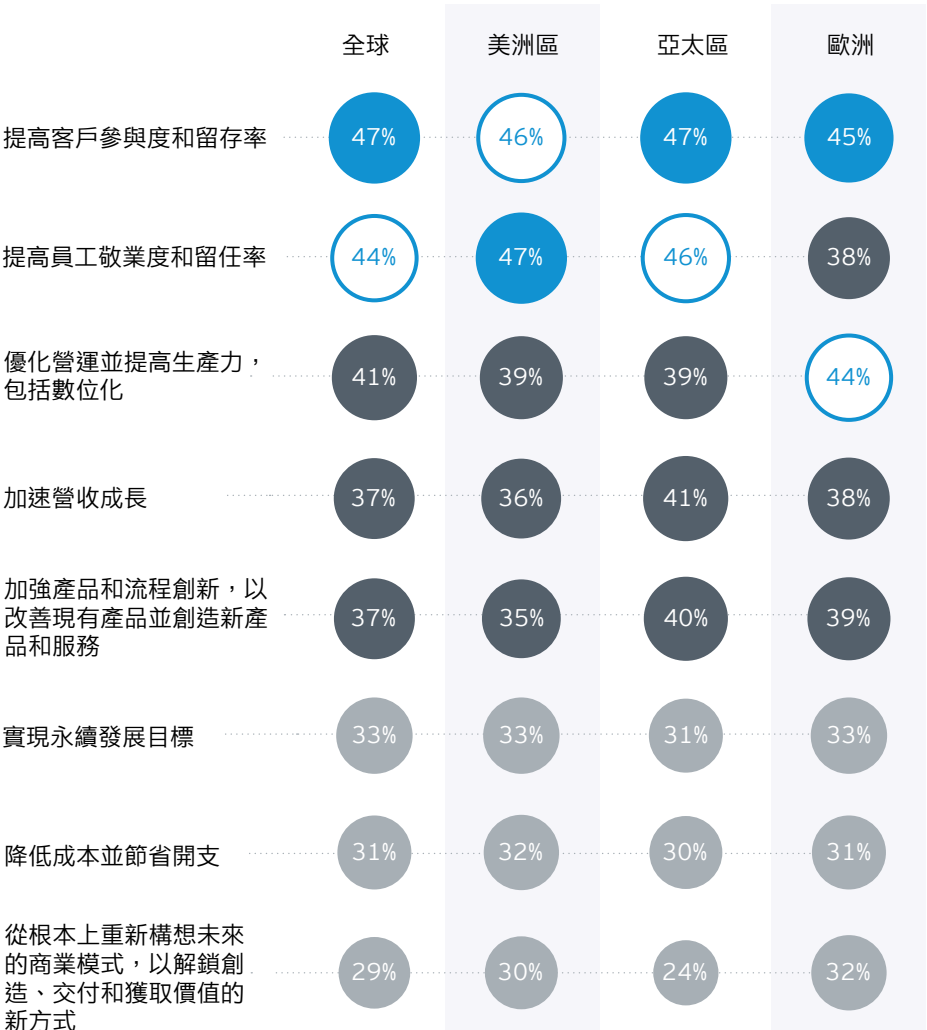 全球 美洲區 亞太區 歐洲
提高客戶參與度和留存率 47% 46% 47% 45%
提高員工敬業度和留任率 44% 47% 46% 38%
優化營運並提高生產力，
包括數位化 41% 39% 39% 44%
加速營收成長 37% 36% 41% 38%
加強產品和流程創新，以
改善現有產品並創造新產 37% 35% 40% 39%
品和服務
實現永續發展目標 33% 33% 31% 33%
降低成本並節省開支 31% 32% 30% 31%
從根本上重新構想未來
的商業模式，以解鎖創 29% 30% 24% 32%
造、交付和獲取價值的
新方式